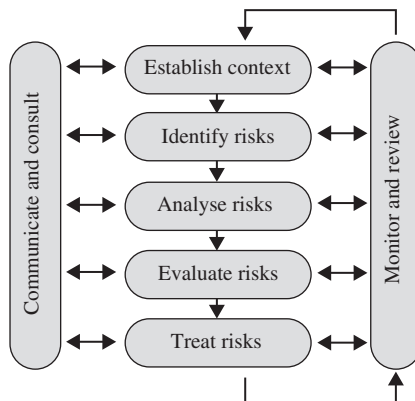 Establish context
Identify risks
Analyse risks
Evaluate risks
Treat risks
Communicate and consult
Monitor and review